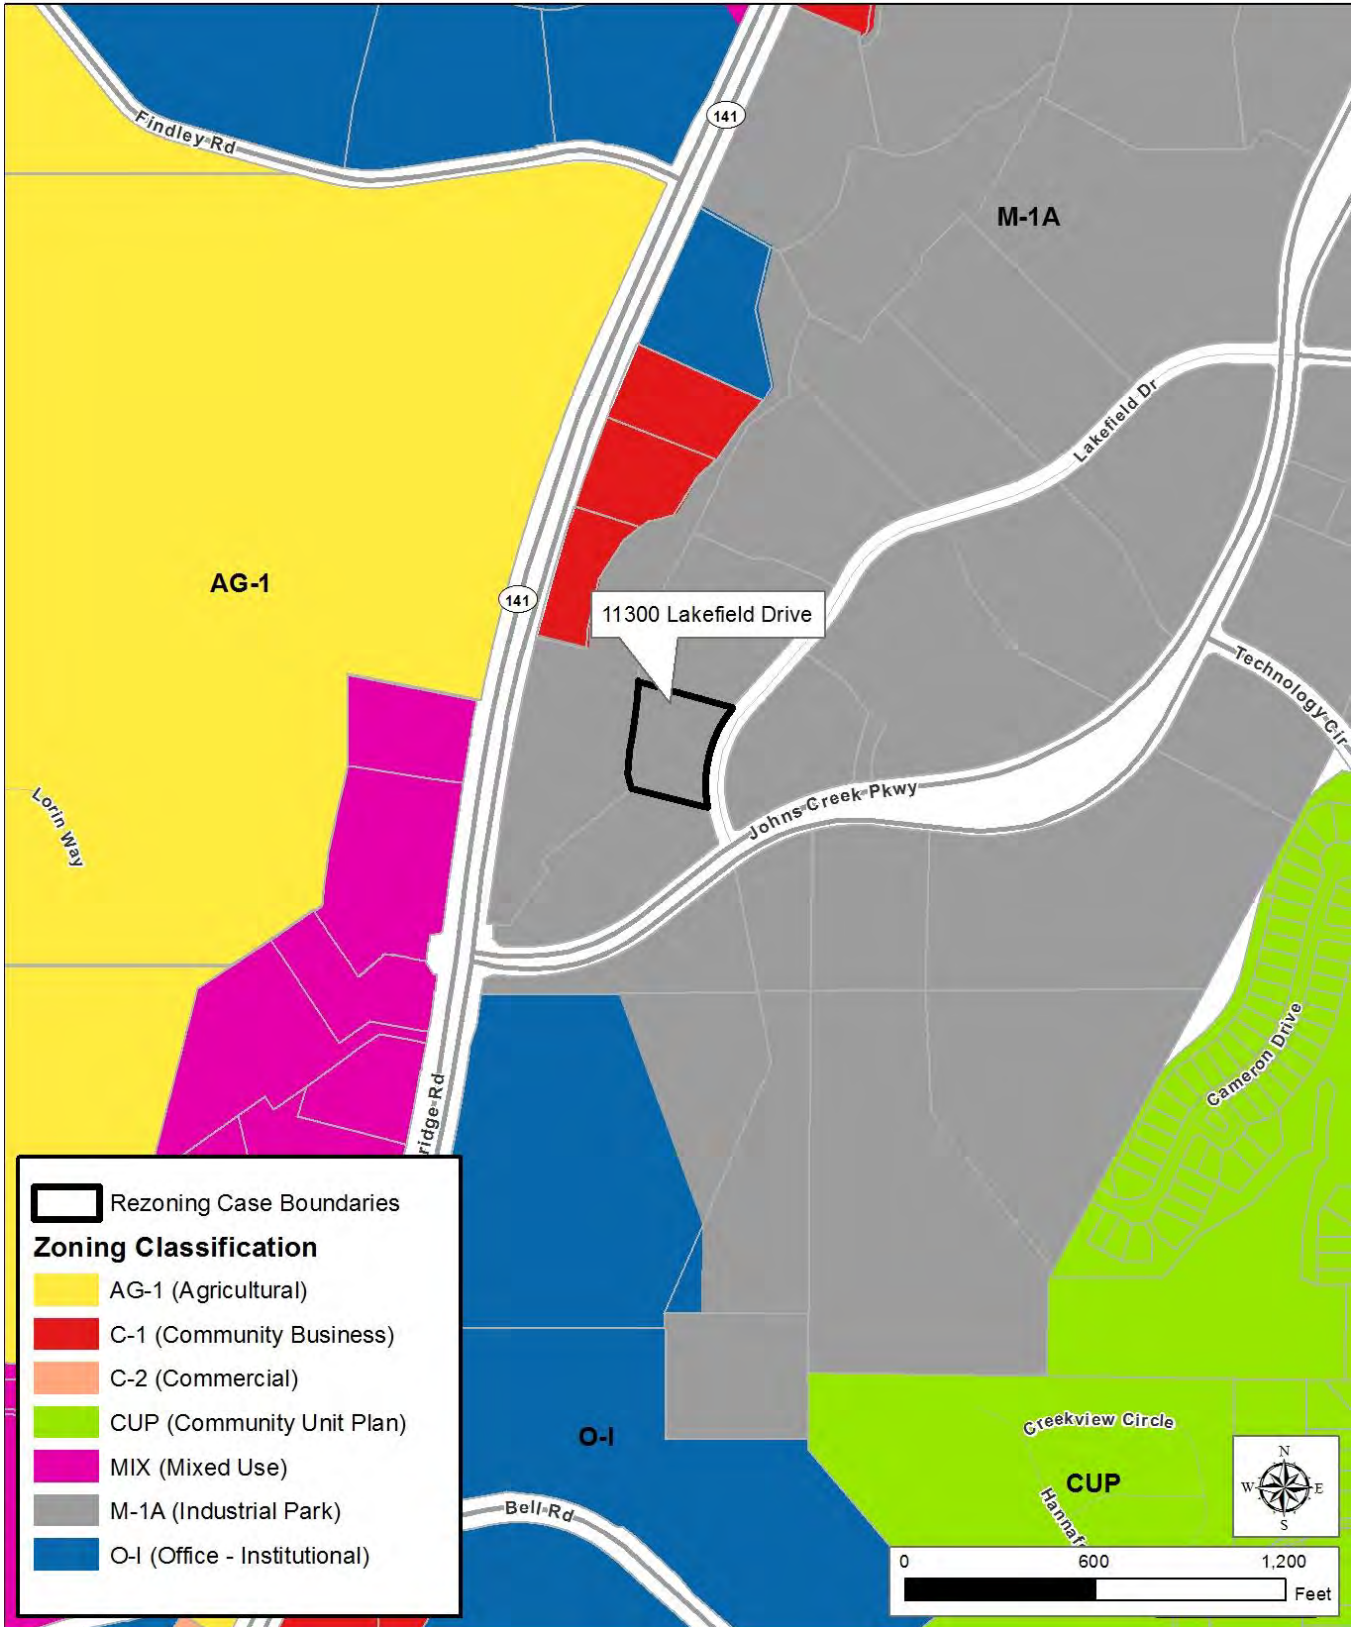 141
Findley Rd
M-1A
Lakefield Dr
AG-1
141
11300 Lakefield Drive
Technology Cir
Johns Creek Pkwy
Lorin Way
Cameron Drive
ridge Rd
Rezoning Case Boundaries
Zoning Classification
AG-1 (Agricultural)
C-1 (Community Business)
C-2 (Commercial)
CUP (Community Unit Plan)
MIX (Mixed Use)
M-1A (Industrial Park)
O-I (Office - Institutional)
O-I
Bell Rd
Creekview Circle
CUP
Hannaf
N
W E
S
0 600 1,200
Feet